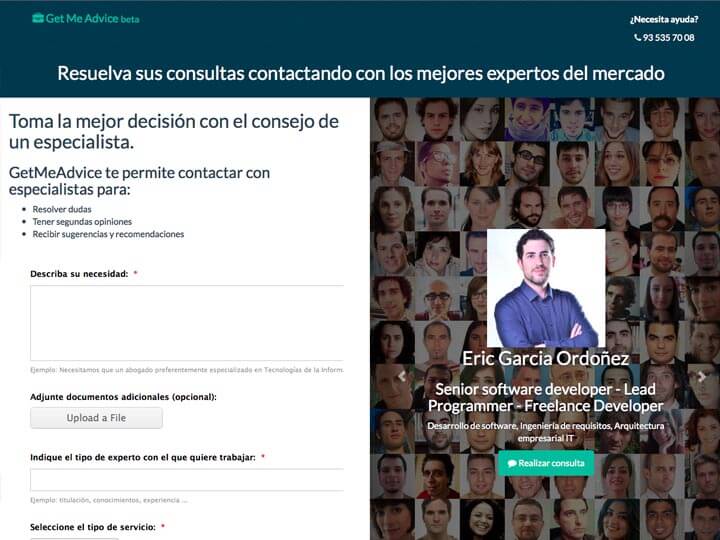 Get Me Advice beta
¿Necesita ayuda?
93 535 70 08
Resuelva sus consultas contactando con los mejores expertos del mercado
Toma la mejor decisión con el consejo de
un especialista.
GetMeAdvice te permite contactar con
especialistas para:
Resolver dudas
Tener segundas opiniones
Recibir sugerencias y recomendaciones
Describa su necesidad: *
Ejemplo: Necesitamos que un abogado preferentemente especializado en Tecnologías de la Inform
Adjunte documentos adicionales (opcional):
Upload a File
Indique el tipo de experto con el que quiere trabajar: *
Ejemplo: titulación, conocimientos, experiencia ...
Seleccione el tipo de servicio: *
Eric Garcia Ordoñez
Senior software developer - Lead
Programmer - Freelance Developer
Desarrollo de software, Ingeniería de requisitos, Arquitectura
empresarial IT
Realizar consulta